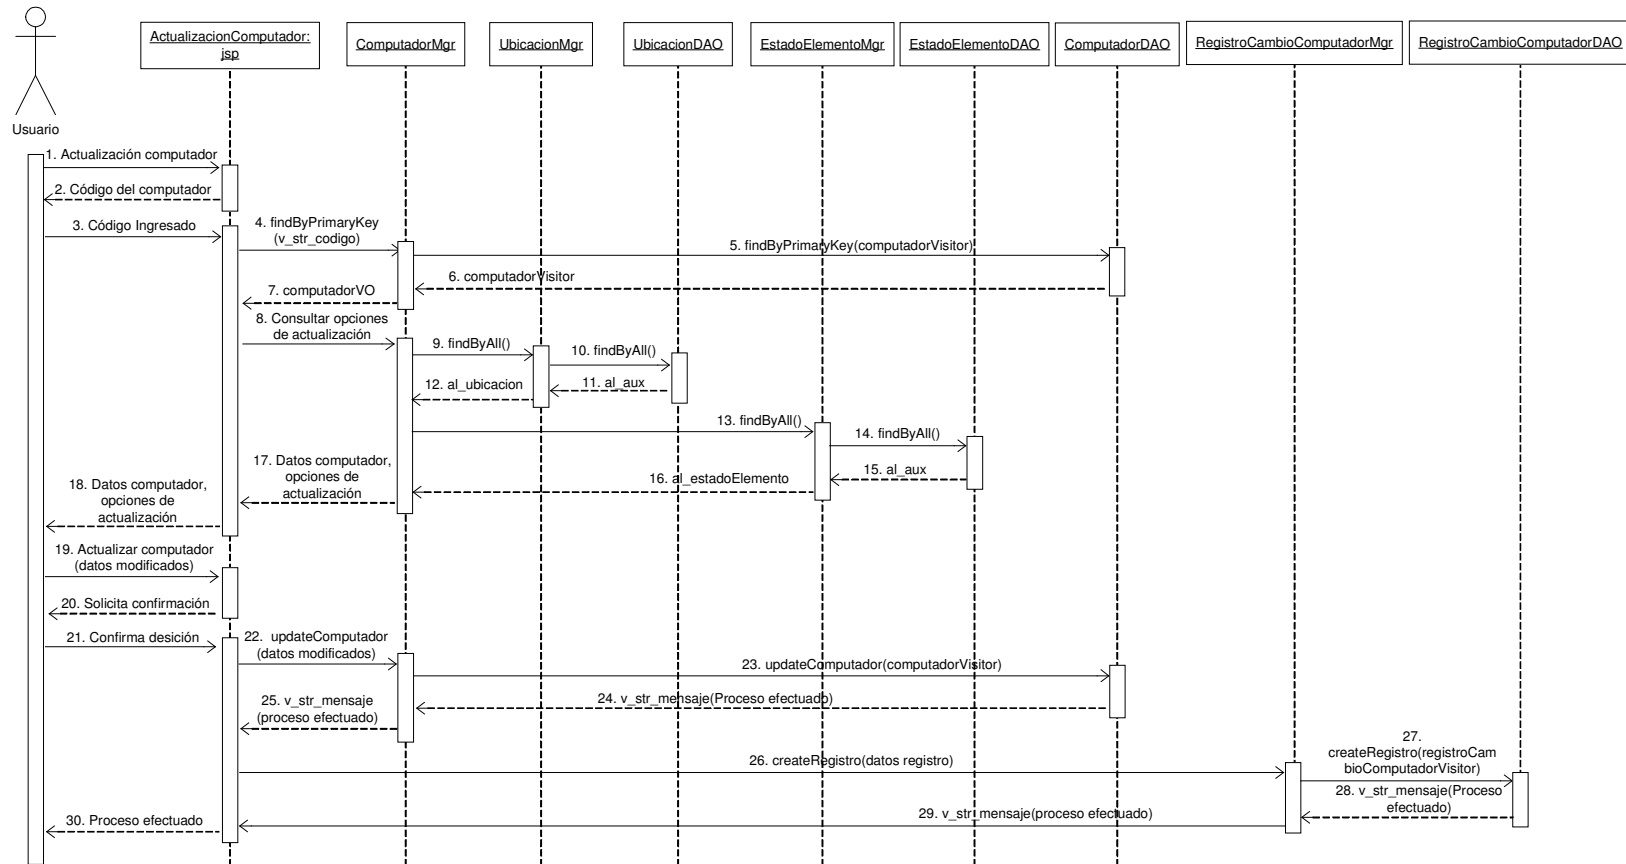 ActualizacionComputador:
jsp
ComputadorMgr
UbicacionMgr
UbicacionDAO
EstadoElementoMgr
EstadoElementoDAO
ComputadorDAO
RegistroCambioComputadorMgr
RegistroCambioComputadorDAO
Usuario
1. Actualización computador
2. Código del computador
3. Código Ingresado
4. findByPrimaryKey
(v_str_codigo)
5. findByPrimaryKey(computadorVisitor)
6. computadorVisitor
7. computadorVO
8. Consultar opciones
de actualización
9. findByAll()
10. findByAll()
11. al_aux
12. al_ubicacion
13. findByAll()
14. findByAll()
15. al_aux
16. al_estadoElemento
17. Datos computador,
opciones de
actualización
18. Datos computador,
opciones de
actualización
19. Actualizar computador
(datos modificados)
20. Solicita confirmación
21. Confirma desición
22. updateComputador
(datos modificados)
23. updateComputador(computadorVisitor)
24. v_str_mensaje(Proceso efectuado)
25. v_str_mensaje
(proceso efectuado)
26. createRegistro(datos registro)
27.
createRegistro(registroCam
bioComputadorVisitor)
28. v_str_mensaje(Proceso
efectuado)
29. v_str_mensaje(proceso efectuado)
30. Proceso efectuado